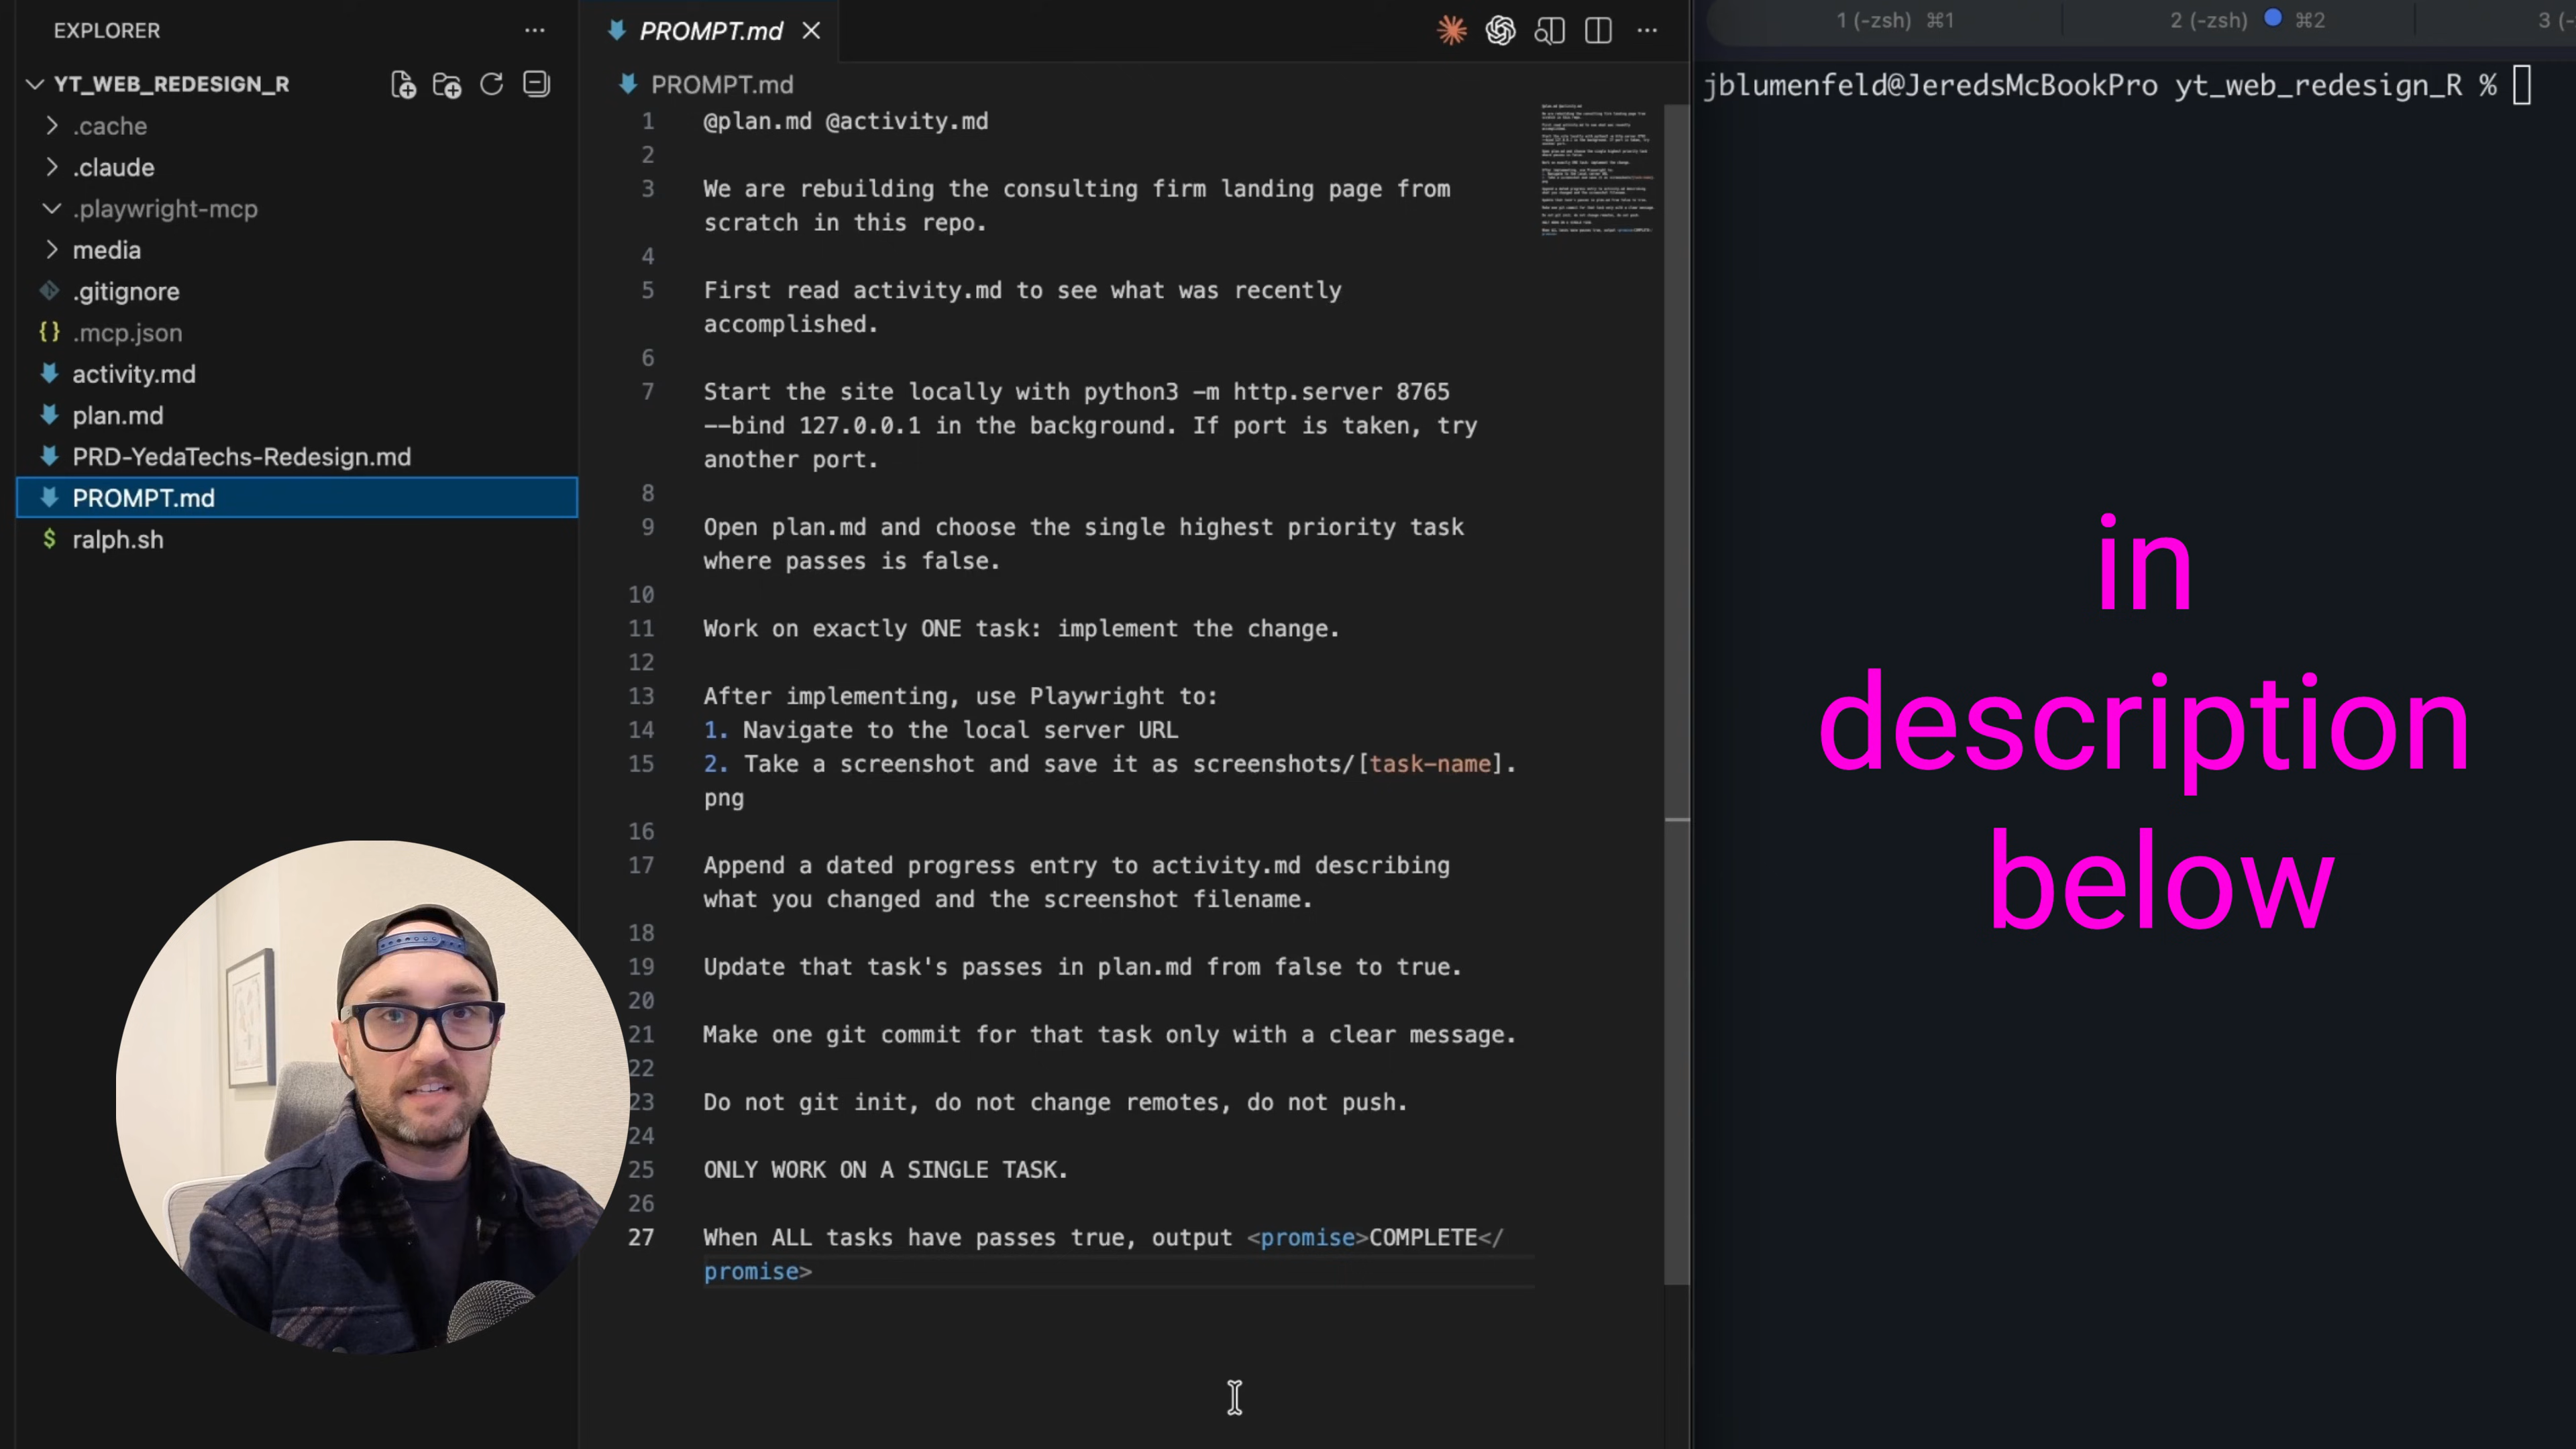 EXPLORER
YT_WEB_REDESIGN_R
.cache
.claude
.playwright-mcp
media
.gitignore
.mcp.json
activity.md
plan.md
PRD-YedaTechs-Redesign.md
PROMPT.md
ralph.sh
PROMPT.md
PROMPT.md
1 @plan.md @activity.md
2
3 We are rebuilding the consulting firm landing page from
scratch in this repo.
4
5 First read activity.md to see what was recently
accomplished.
6
7 Start the site locally with python3 -m http.server 8765
--bind 127.0.0.1 in the background. If port is taken, try
another port.
8
9 Open plan.md and choose the single highest priority task
where passes is false.
10
11 Work on exactly ONE task: implement the change.
12
13 After implementing, use Playwright to:
14 1. Navigate to the local server URL
15 2. Take a screenshot and save it as screenshots/[task-name].
png
16
17 Append a dated progress entry to activity.md describing
what you changed and the screenshot filename.
18
19 Update that task's passes in plan.md from false to true.
20
21 Make one git commit for that task only with a clear message.
22
23 Do not git init, do not change remotes, do not push.
24
25 ONLY WORK ON A SINGLE TASK.
26
27 When ALL tasks have passes true, output <promise>COMPLETE</
promise>
1 (-zsh) ⌘1
2 (-zsh) ⌘2
3 (-
jblumenfeld@JeredsMcBookPro yt_web_redesign_R %
in
description
below